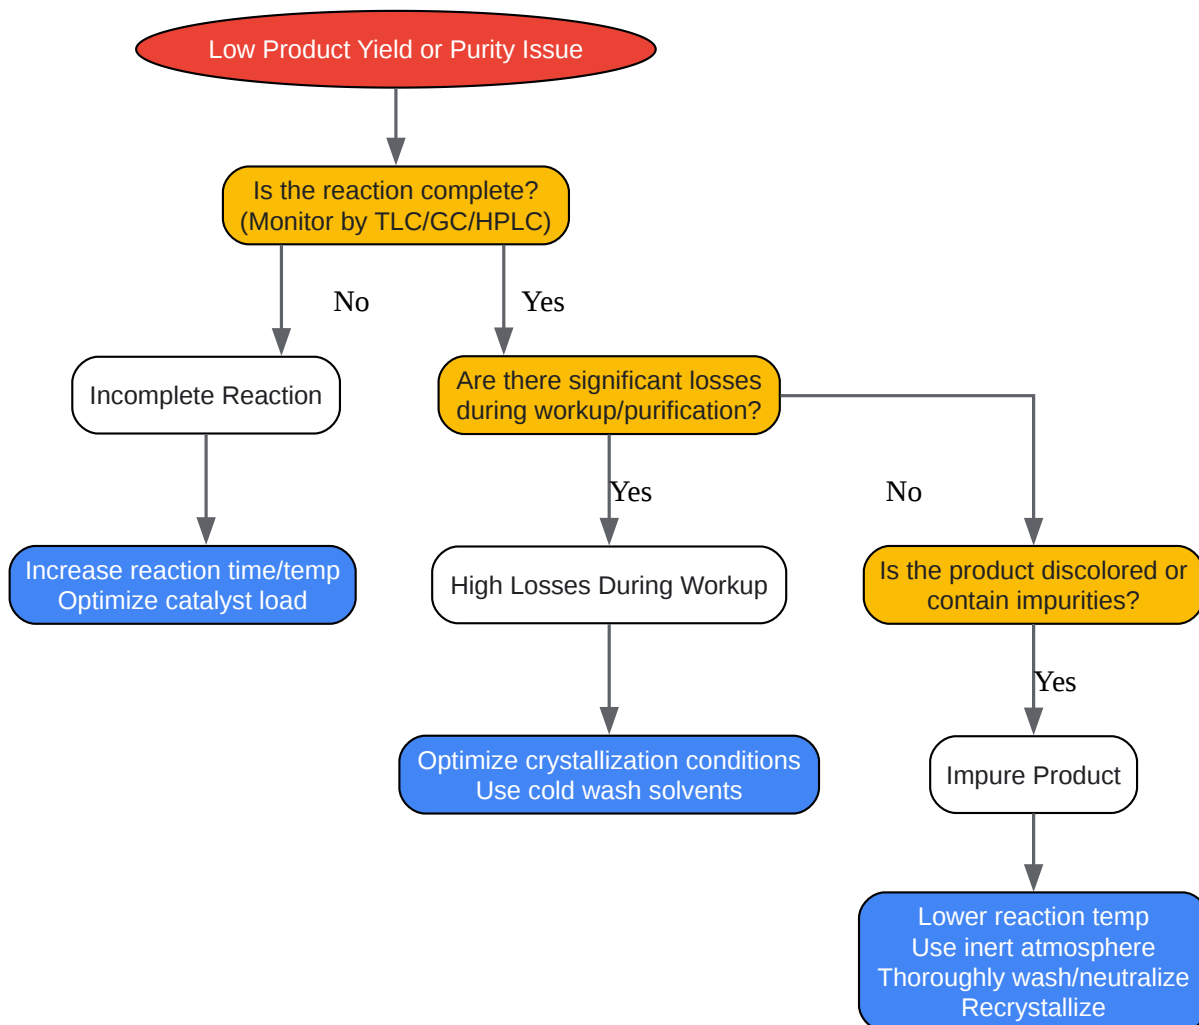 Low Product Yield or Purity Issue
Is the reaction complete?
(Monitor by TLC/GC/HPLC)
No
Yes
Incomplete Reaction
Are there significant losses
during workup/purification?
Yes
No
Increase reaction time/temp
Optimize catalyst load
High Losses During Workup
Is the product discolored or
contain impurities?
Yes
Optimize crystallization conditions
Use cold wash solvents
Impure Product
Lower reaction temp
Use inert atmosphere
Thoroughly wash/neutralize
Recrystallize